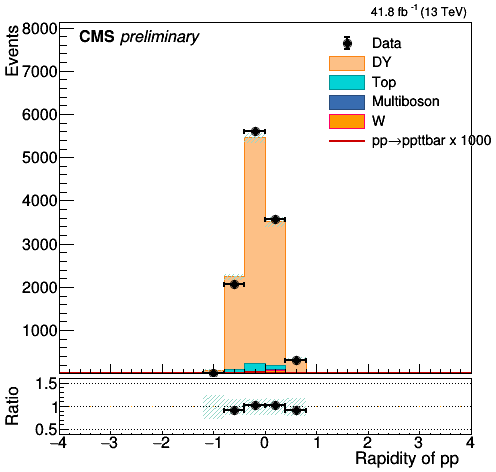 41.8 fb⁻¹ (13 TeV)
CMS preliminary
Events
8000
7000
6000
5000
4000
3000
2000
1000
Data
DY
Top
Multiboson
W
pp→ppttbar x 1000
Ratio
1.5
1
0.5
−4 −3 −2 −1 0 1 2 3 4
Rapidity of pp